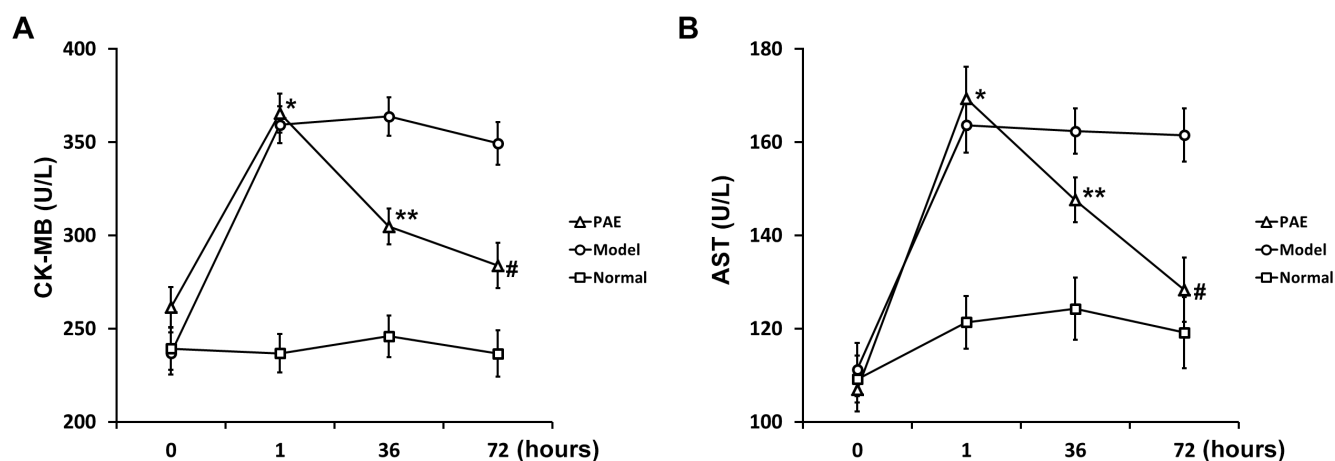 A
400
350
300
250
200
CK-MB (U/L)
*
**
#
PAE
Model
Normal
0 1 36 72 (hours)
B
180
160
140
120
100
AST (U/L)
*
**
#
PAE
Model
Normal
0 1 36 72 (hours)